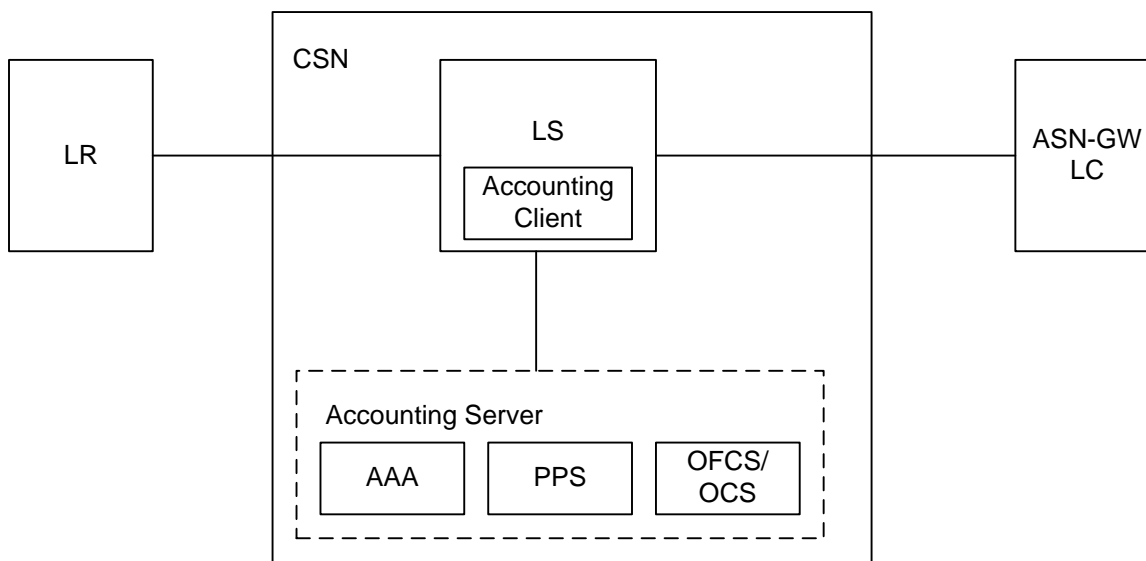 CSN
LR
LS
Accounting
Client
ASN-GW
LC
Accounting Server
AAA
PPS
OFCS/
OCS